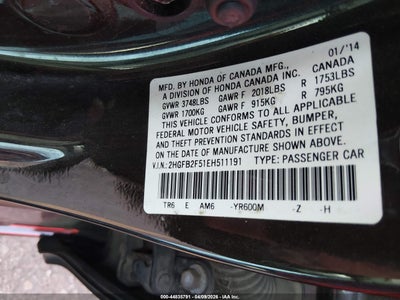 MFD. BY HONDA OF CANADA MFG., 01/'14
A DIVISION OF HONDA CANADA INC. CANADA
GVWR 3748LBS GAWR F 2018LBS R 1753LBS
GVWR 1700KG GAWR F 915KG R 795KG
THIS VEHICLE CONFORMS TO ALL APPLICABLE
FEDERAL MOTOR VEHICLE SAFETY, BUMPER,
AND THEFT PREVENTION STANDARDS IN EFFECT
ON THE DATE OF MANUFACTURE SHOWN ABOVE.
V.I.N.: 2HGFB2F51EH511191 TYPE: PASSENGER CAR
TR6 E AM6 -YR600M -Z -H
000-44835791 - 04/09/2026 - IAA Inc.